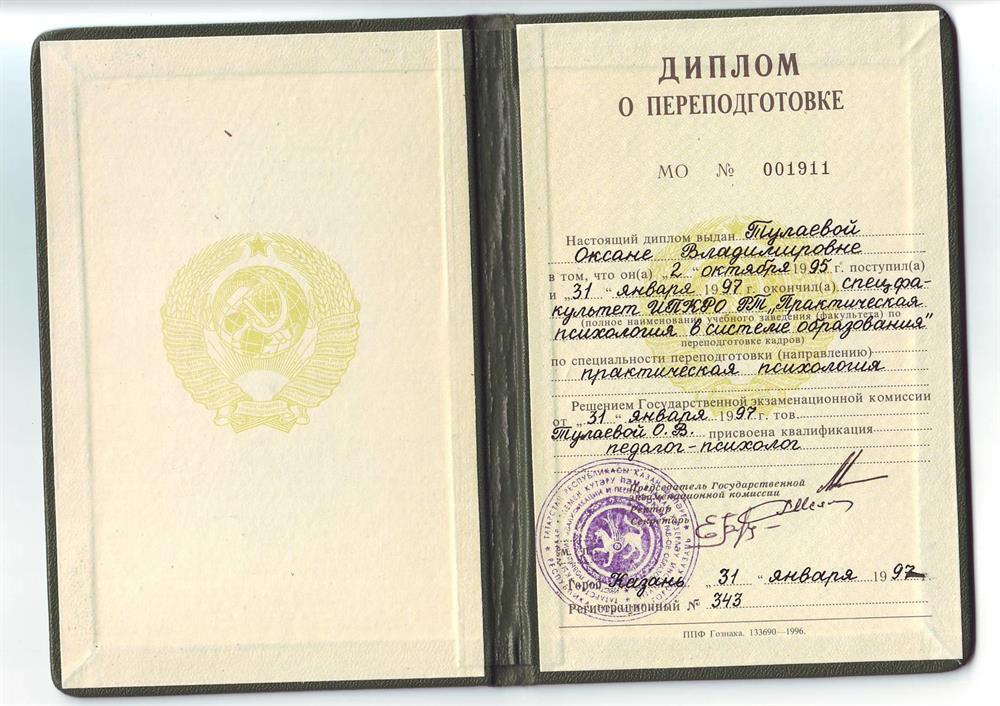 ДИПЛОМ
О ПЕРЕПОДГОТОВКЕ
МО № 001911
Настоящий диплом выдан Тулаевой
Оксане Владимировне
в том, что он(а) „2 “ октября 1995 г. поступил(а)
и „31 “ января 1997 г. окончил(а) спец.фа-
культет ИПКРО РТ „Практическая
(полное наименование учебного заведения (факультета) по
психология в системе образования"
переподготовке кадров)
по специальности переподготовки (направлению)
практическая психология
Решением Государственной экзаменационной комиссии
от „31 “ января 1997 г. тов.
Тулаевой О.В. присвоена квалификация
педагог-психолог
Председатель Государственной
экзаменационной комиссии
Ректор
Секретарь
М. П.
Город Казань „31 “ января 1997
Регистрационный № 343
ППФ Гознака. 133690—1996.